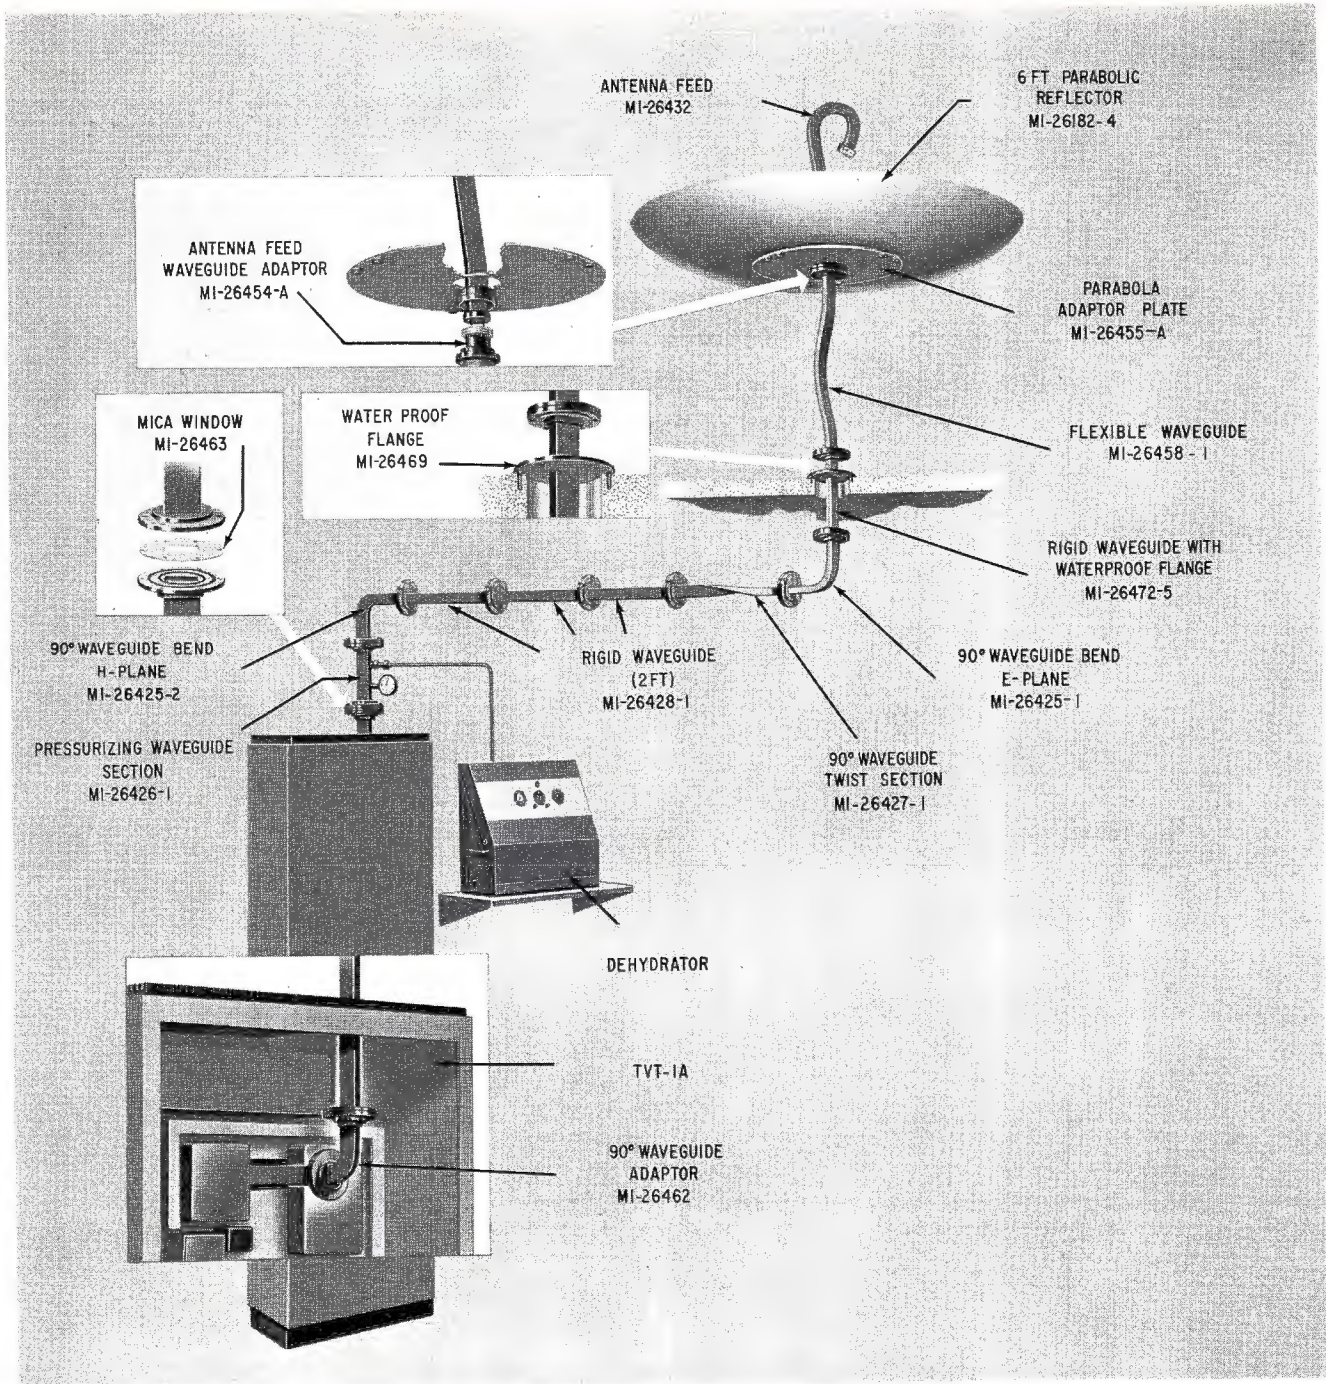 ANTENNA FEED
MI-26432
6 FT PARABOLIC
REFLECTOR
MI-26182-4
ANTENNA FEED
WAVEGUIDE ADAPTOR
MI-26454-A
PARABOLA
ADAPTOR PLATE
MI-26455-A
MICA WINDOW
MI-26463
WATER PROOF
FLANGE
MI-26469
FLEXIBLE WAVEGUIDE
MI-26458-1
RIGID WAVEGUIDE WITH
WATERPROOF FLANGE
MI-26472-5
90° WAVEGUIDE BEND
H-PLANE
MI-26425-2
RIGID WAVEGUIDE
(2FT)
MI-26428-1
90° WAVEGUIDE BEND
E-PLANE
MI-26425-1
PRESSURIZING WAVEGUIDE
SECTION
MI-26426-1
90° WAVEGUIDE
TWIST SECTION
MI-26427-1
DEHYDRATOR
TVT-1A
90° WAVEGUIDE
ADAPTOR
MI-26462